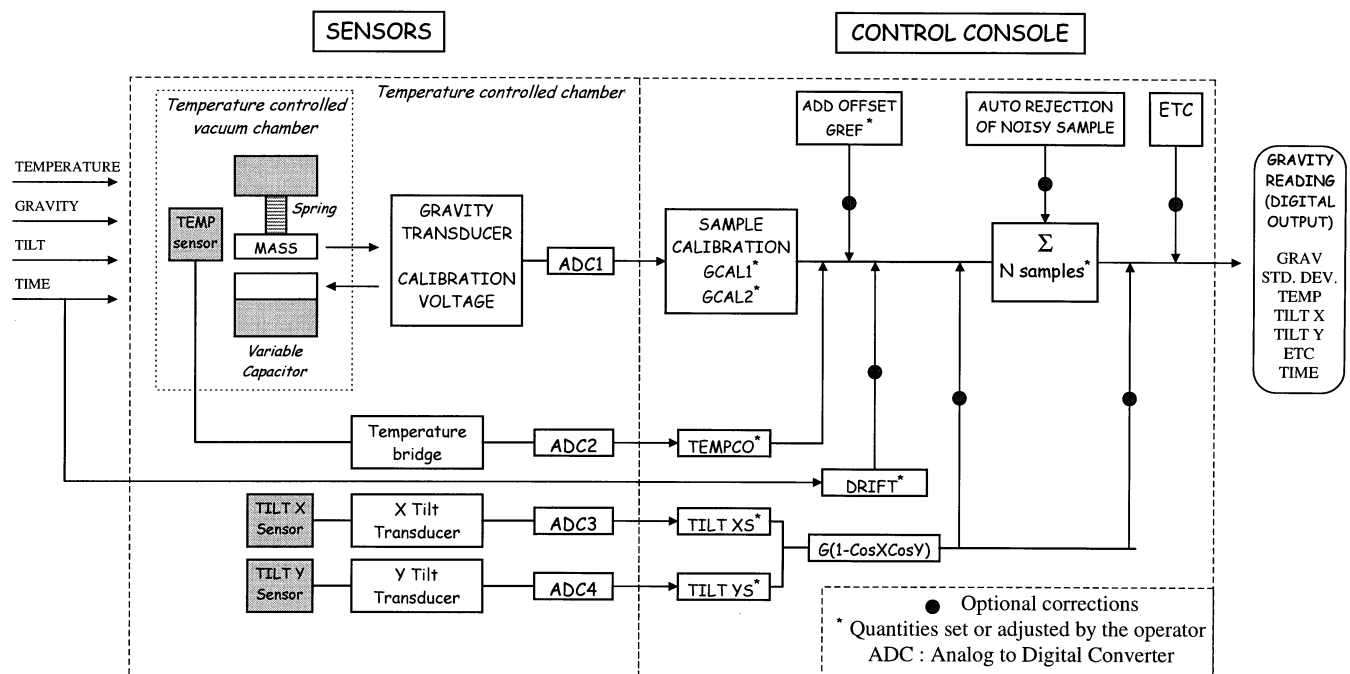 SENSORS
CONTROL CONSOLE
Temperature controlled
vacuum chamber
Temperature controlled chamber
TEMPERATURE
GRAVITY
TILT
TIME
TEMP
sensor
Spring
MASS
Variable
Capacitor
GRAVITY
TRANSDUCER
CALIBRATION
VOLTAGE
ADC1
SAMPLE
CALIBRATION
GCAL1*
GCAL2*
ADD OFFSET
GREF*
AUTO REJECTION
OF NOISY SAMPLE
ETC
Σ
N samples*
GRAVITY
READING
(DIGITAL
OUTPUT)
GRAV
STD. DEV.
TEMP
TILT X
TILT Y
ETC
TIME
Temperature
bridge
ADC2
TEMPCO*
DRIFT*
TILT X
Sensor
X Tilt
Transducer
ADC3
TILT XS*
G(1-CosXCosY)
TILT Y
Sensor
Y Tilt
Transducer
ADC4
TILT YS*
Optional corrections
* Quantities set or adjusted by the operator
ADC : Analog to Digital Converter